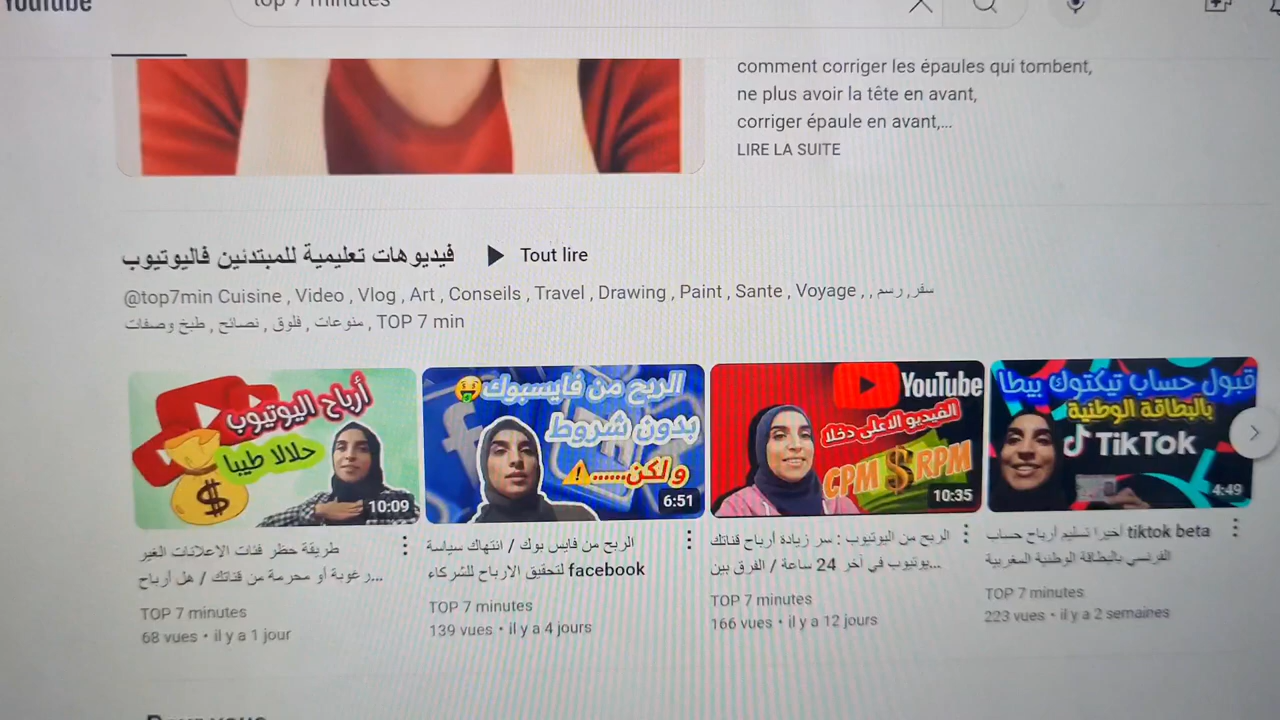 YouTube
top 7 minutes
comment corriger les épaules qui tombent,
ne plus avoir la tête en avant,
corriger épaule en avant,...
LIRE LA SUITE
فيديوهات تعليمية للمبتدئين فاليوتيوب
Tout lire
@top7min Cuisine , Video , Vlog , Art , Conseils , Travel , Drawing , Paint , Sante , Voyage , , سفر, رسم
منوعات , فلوق , نصائح , طبخ وصفات , TOP 7 min
أرباح اليوتيوب
حلالا طيبا
$
10:09
طريقة حظر فئات الاعلانات الغير
رغوبة أو محرمة من قناتك / هل أرباح...
TOP 7 minutes
68 vues • il y a 1 jour
الربح من فايسبوك
بدون شروط
ولكن......
6:51
الربح من فايس بوك / انتهاك سياسة
facebook لتحقيق الارباح للشركاء
TOP 7 minutes
139 vues • il y a 4 jours
YouTube
الفيديو الاعلى دخلا
CPM $ RPM
10:35
الربح من اليوتيوب : سر زيادة أرباح قناتك
يوتيوب في آخر 24 ساعة / الفرق بين...
TOP 7 minutes
166 vues • il y a 12 jours
قبول حساب تيكتوك بيطا
بالبطاقة الوطنية
TikTok
4:49
tiktok beta أخيرا تسليم أرباح حساب
الفرنسي بالبطاقة الوطنية المغربية
TOP 7 minutes
223 vues • il y a 2 semaines
Pour vous